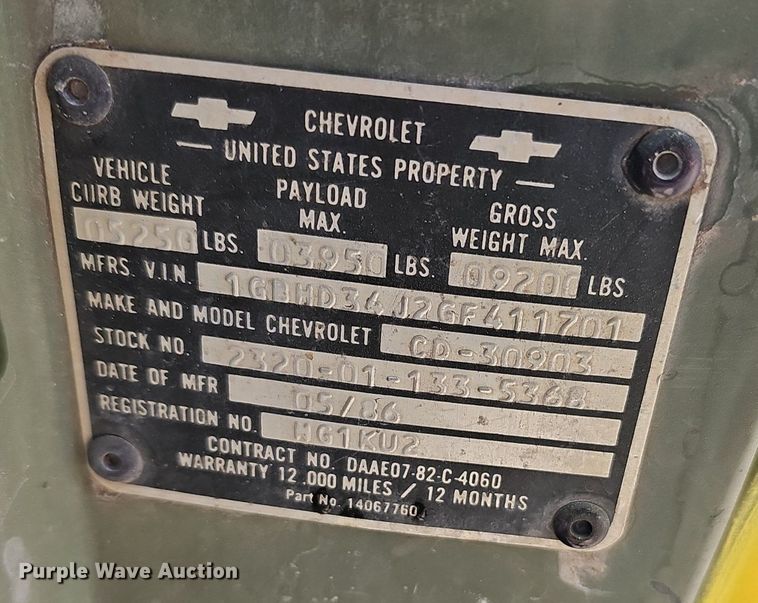 CHEVROLET
UNITED STATES PROPERTY
VEHICLE CURB WEIGHT 05250 LBS.
PAYLOAD MAX. 03950 LBS.
GROSS WEIGHT MAX. 09200 LBS.
MFRS. V.I.N. 1GBHD34J2GF411701
MAKE AND MODEL CHEVROLET CD-30903
STOCK NO. 2320-01-133-5368
DATE OF MFR 05/86
REGISTRATION NO. NG1KU2
CONTRACT NO. DAAE07-82-C-4060
WARRANTY 12,000 MILES / 12 MONTHS
Part No. 14067760
Purple Wave Auction